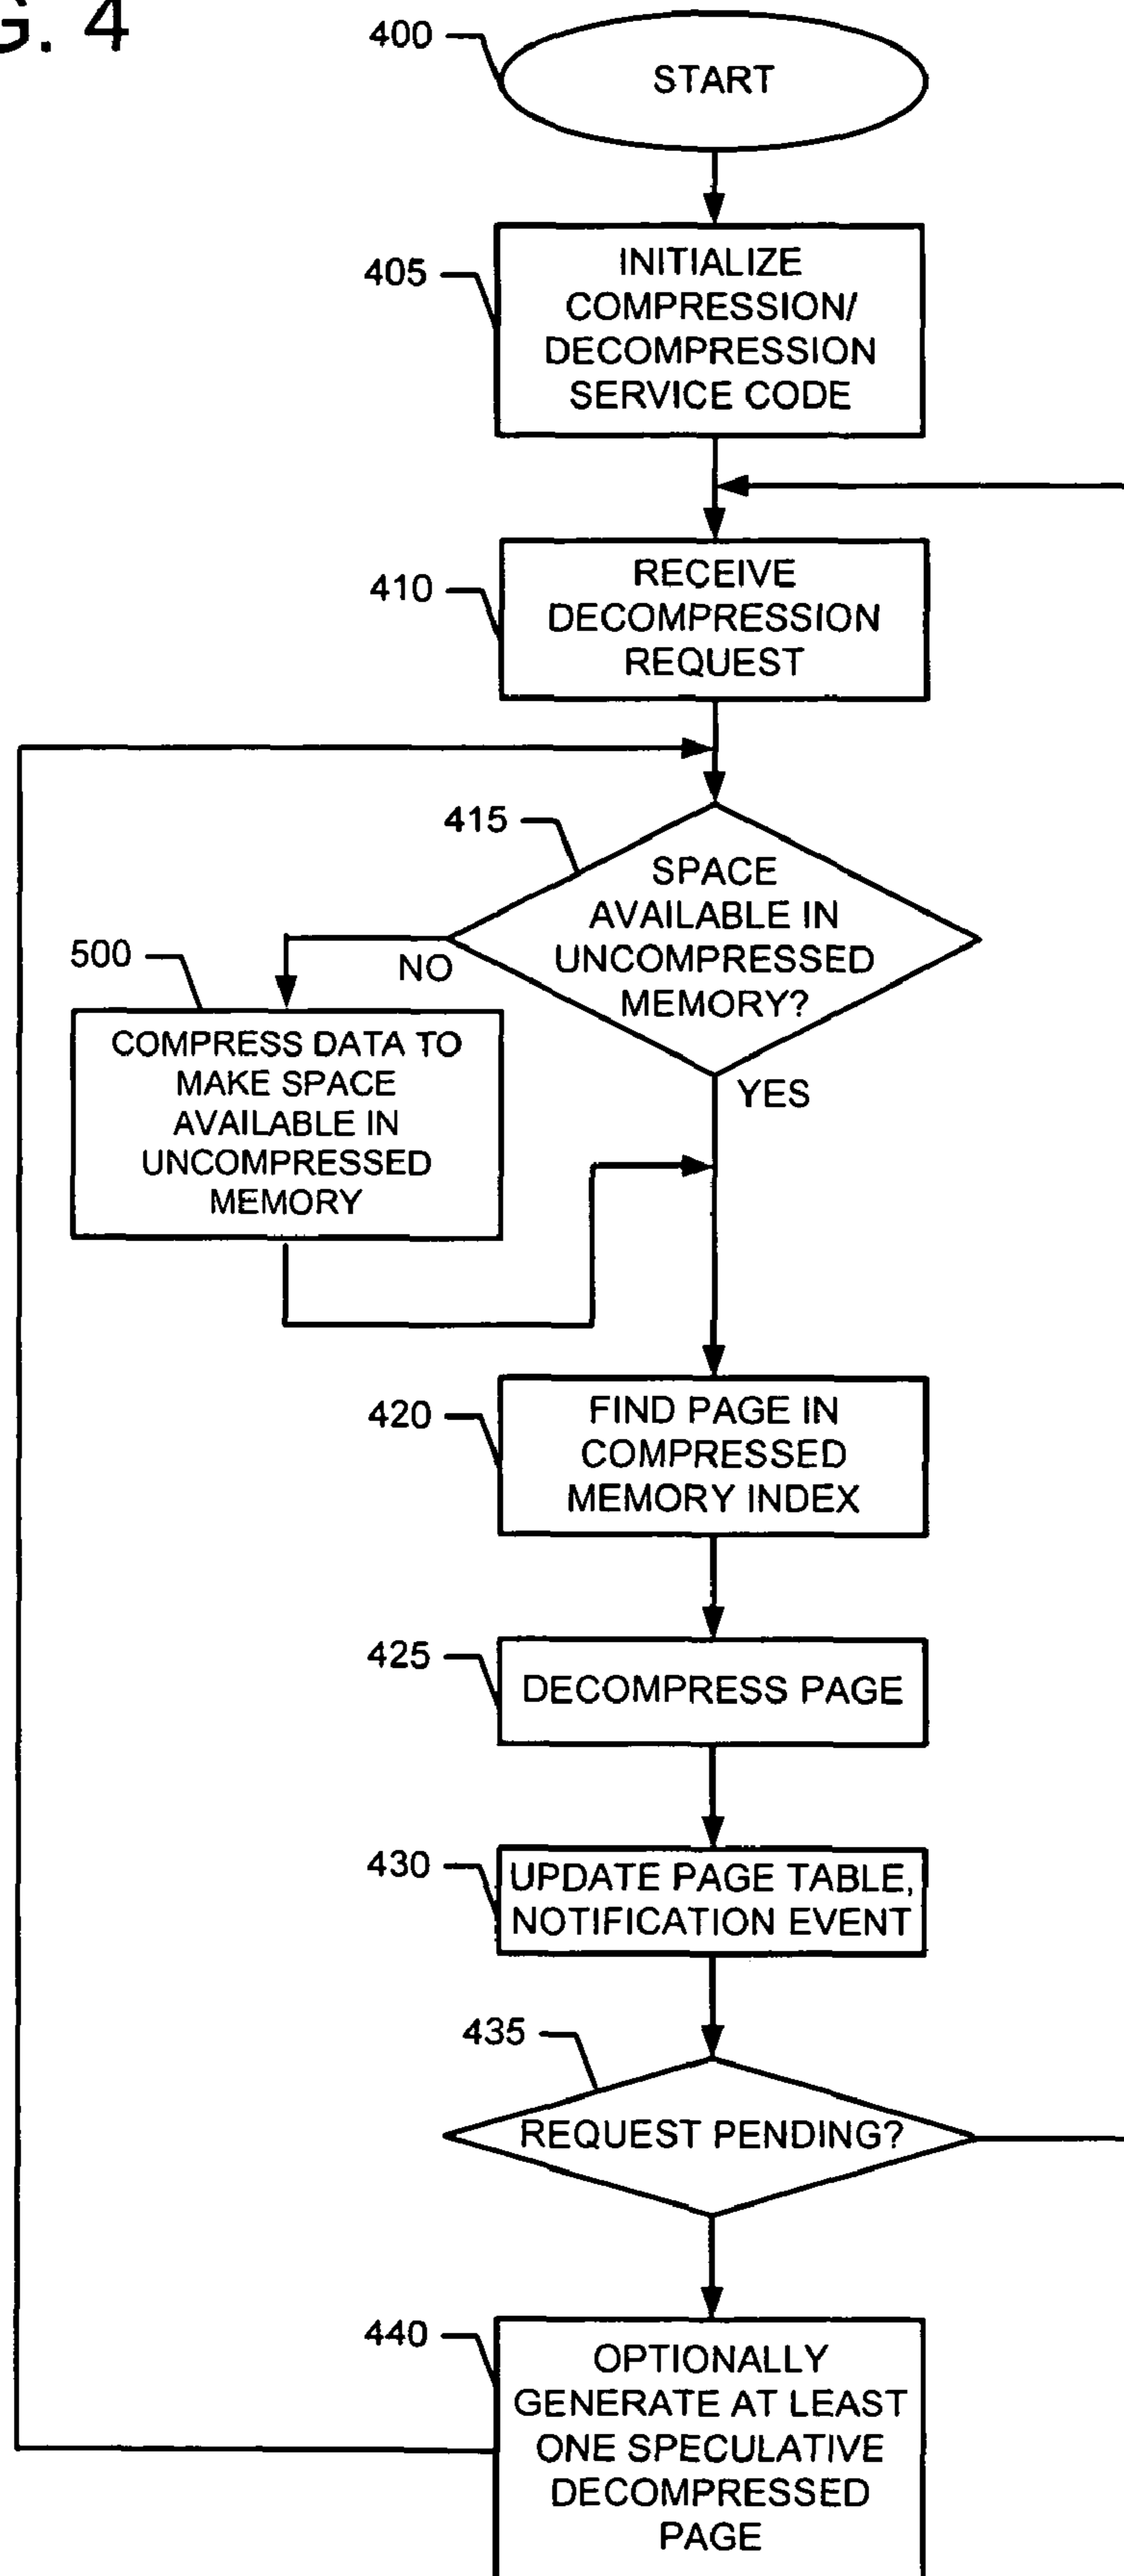 G. 4
400
START
405
INITIALIZE
COMPRESSION/
DECOMPRESSION
SERVICE CODE
410
RECEIVE
DECOMPRESSION
REQUEST
415
SPACE
AVAILABLE IN
UNCOMPRESSED
MEMORY?
NO
YES
500
COMPRESS DATA TO
MAKE SPACE
AVAILABLE IN
UNCOMPRESSED
MEMORY
420
FIND PAGE IN
COMPRESSED
MEMORY INDEX
425
DECOMPRESS PAGE
430
UPDATE PAGE TABLE,
NOTIFICATION EVENT
435
REQUEST PENDING?
440
OPTIONALLY
GENERATE AT LEAST
ONE SPECULATIVE
DECOMPRESSED
PAGE